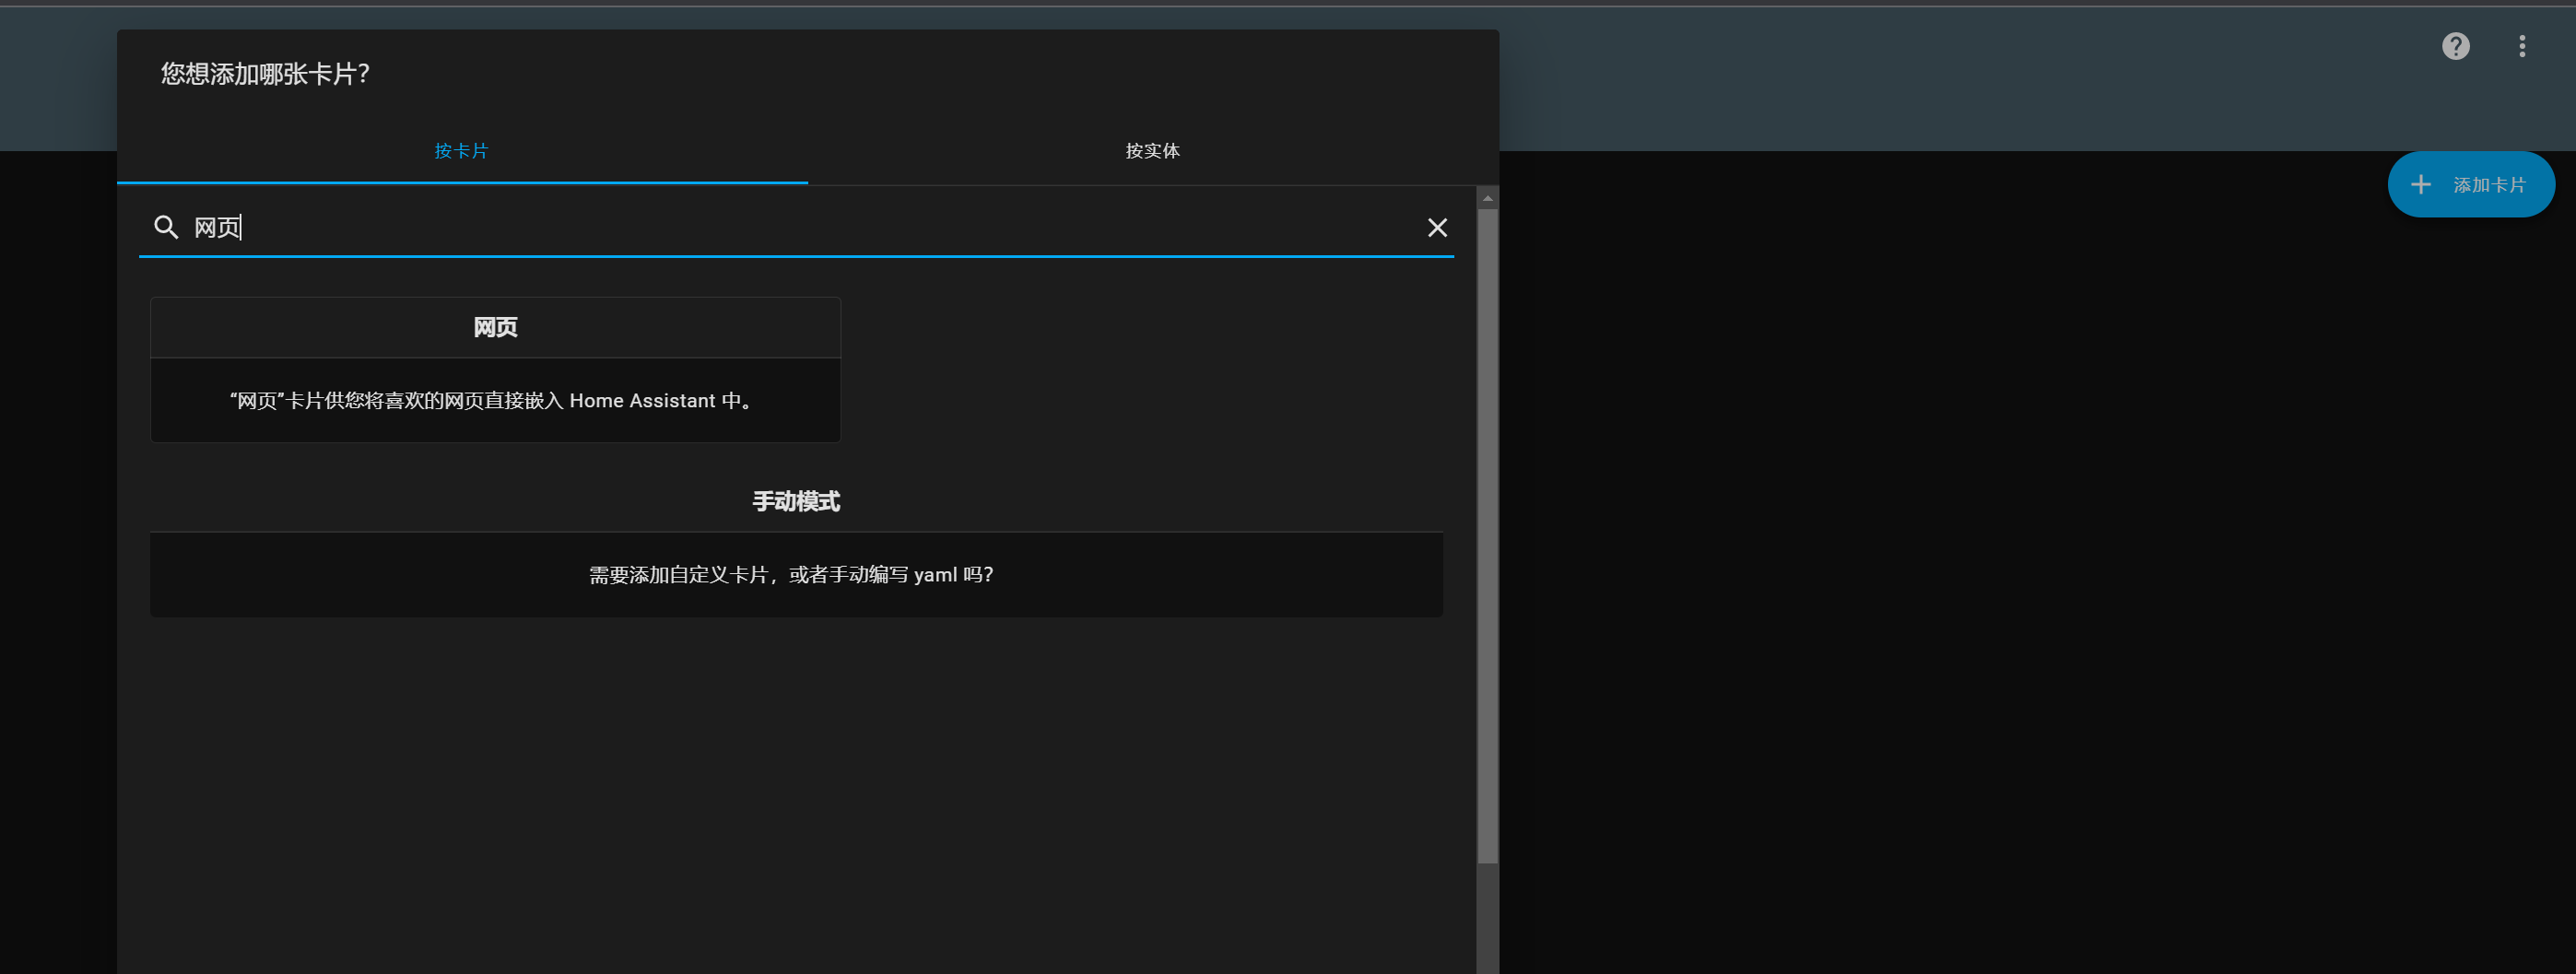 您想添加哪张卡片？
按卡片
按实体
添加卡片
网页
网页
“网页”卡片供您将喜欢的网页直接嵌入 Home Assistant 中。
手动模式
需要添加自定义卡片，或者手动编写 yaml 吗？